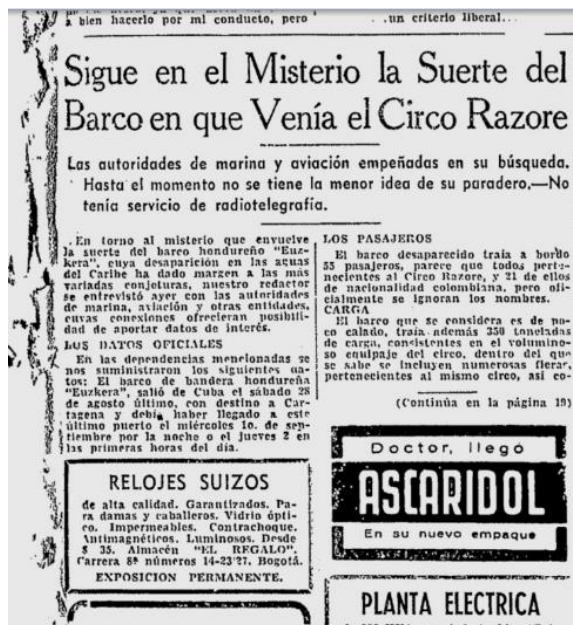 a bien hacerlo por mi conducto, pero
...un criterio liberal...
Sigue en el Misterio la Suerte del
Barco en que Venía el Circo Razore
Las autoridades de marina y aviación empeñadas en su búsqueda.
Hasta el momento no se tiene la menor idea de su paradero.—No
tenía servicio de radiotelegrafía.
En torno al misterio que envuelve
la suerte del barco hondureño "Euz-
kera", cuya desaparición en las aguas
del Caribe ha dado margen a las más
variadas conjeturas, nuestro redactor
se entrevistó ayer con las autoridades
de marina, aviación y otras entidades,
cuyas conexiones ofrecieran posibili-
dad de aportar datos de interés.
LOS DATOS OFICIALES
En las dependencias mencionadas se
nos suministraron los siguientes da-
tos: El barco de bandera hondureña
"Euzkera", salió de Cuba el sábado 28
de agosto último, con destino a Car-
tagena y debía haber llegado a este
último puerto el miércoles 1o. de sep-
tiembre por la noche o el jueves 2 en
las primeras horas del día.
LOS PASAJEROS
El barco desaparecido traía a bordo
55 pasajeros, parece que todos perte-
necientes al Circo Razore, y 21 de ellos
de nacionalidad colombiana, pero ofi-
cialmente se ignoran los nombres.
CARGA
El barco que se considera es de po-
co calado, traía además 350 toneladas
de carga, consistentes en el volumino-
so equipaje del circo, dentro del que
se sabe se incluyen numerosas fieras,
pertenecientes al mismo circo, así co-
(Continúa en la página 19)
RELOJES SUIZOS
de alta calidad. Garantizados. Pa-
ra damas y caballeros. Vidrio ópti-
co. Impermeables. Contrachoque.
Antimagnéticos. Luminosos. Desde
$ 35. Almacén "EL REGALO".
Carrera 8ª números 14-23|27. Bogotá.
EXPOSICION PERMANENTE.
Doctor, llegó
ASCARIDOL
En su nuevo empaque
PLANTA ELECTRICA